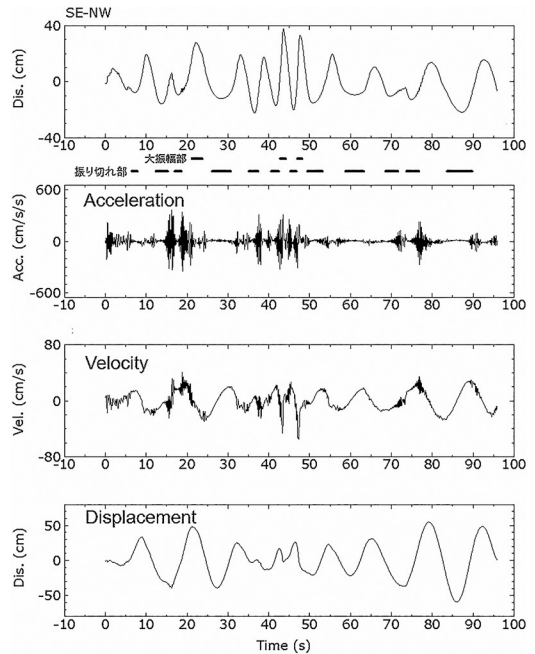 SE-NW
40
0
-40
Dis. (cm)
-10 0 10 20 30 40 50 60 70 80 90 100
大振幅部
振り切れ部
600
0
-600
Acc. (cm/s/s)
Acceleration
-10 0 10 20 30 40 50 60 70 80 90 100
80
0
-80
Vel. (cm/s)
Velocity
-10 0 10 20 30 40 50 60 70 80 90 100
50
0
-50
Dis. (cm)
Displacement
-10 0 10 20 30 40 50 60 70 80 90 100
Time (s)